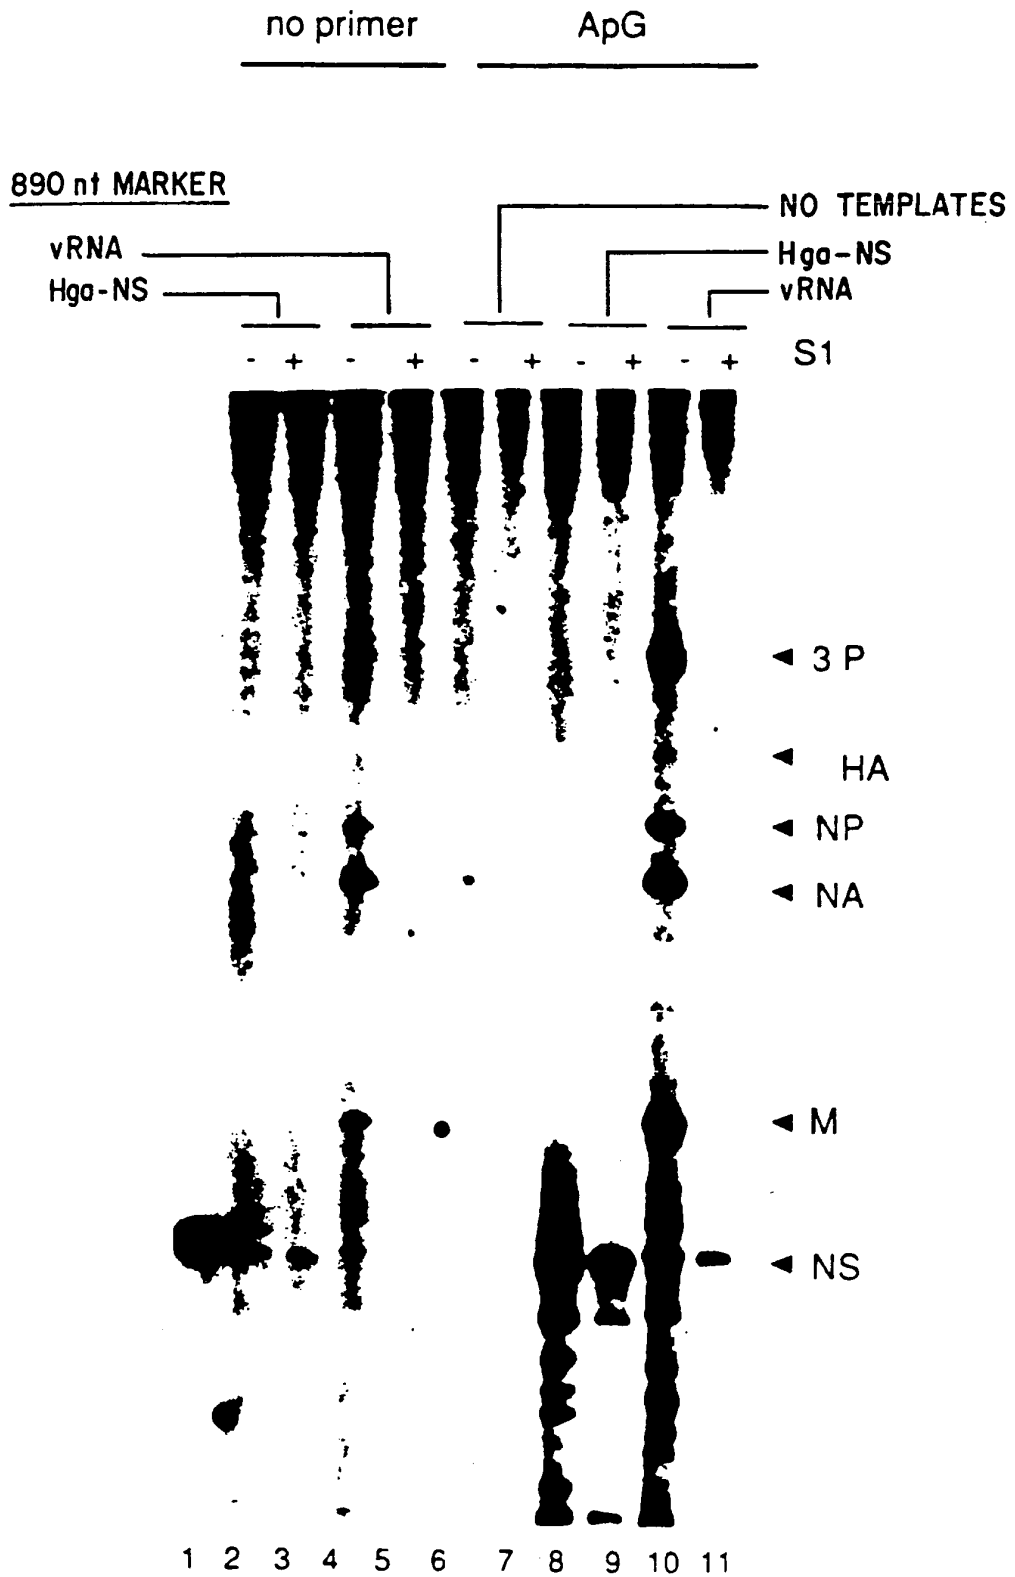 no primer ApG
890 nt MARKER
NO TEMPLATES
vRNA Hga-NS
Hga-NS vRNA
- + - + - + - + - + S1
3 P
HA
NP
NA
M
NS
1 2 3 4 5 6 7 8 9 10 11